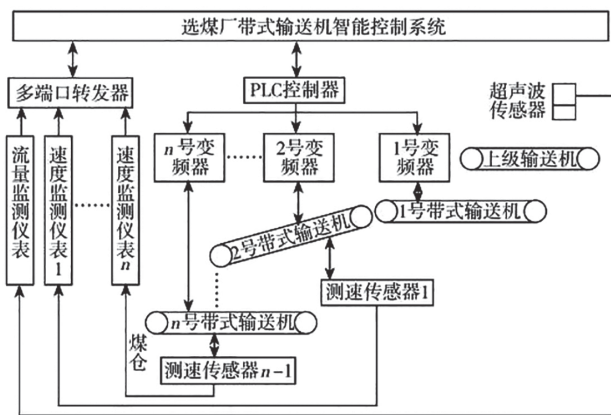 选煤厂带式输送机智能控制系统
多端口转发器
PLC控制器
超声波
传感器
流量监测仪表
速度监测仪表1
速度监测仪表n
n号变
频器
2号变
频器
1号变
频器
上级输送机
1号带式输送机
2号带式输送机
测速传感器1
n号带式输送机
煤仓
测速传感器n-1